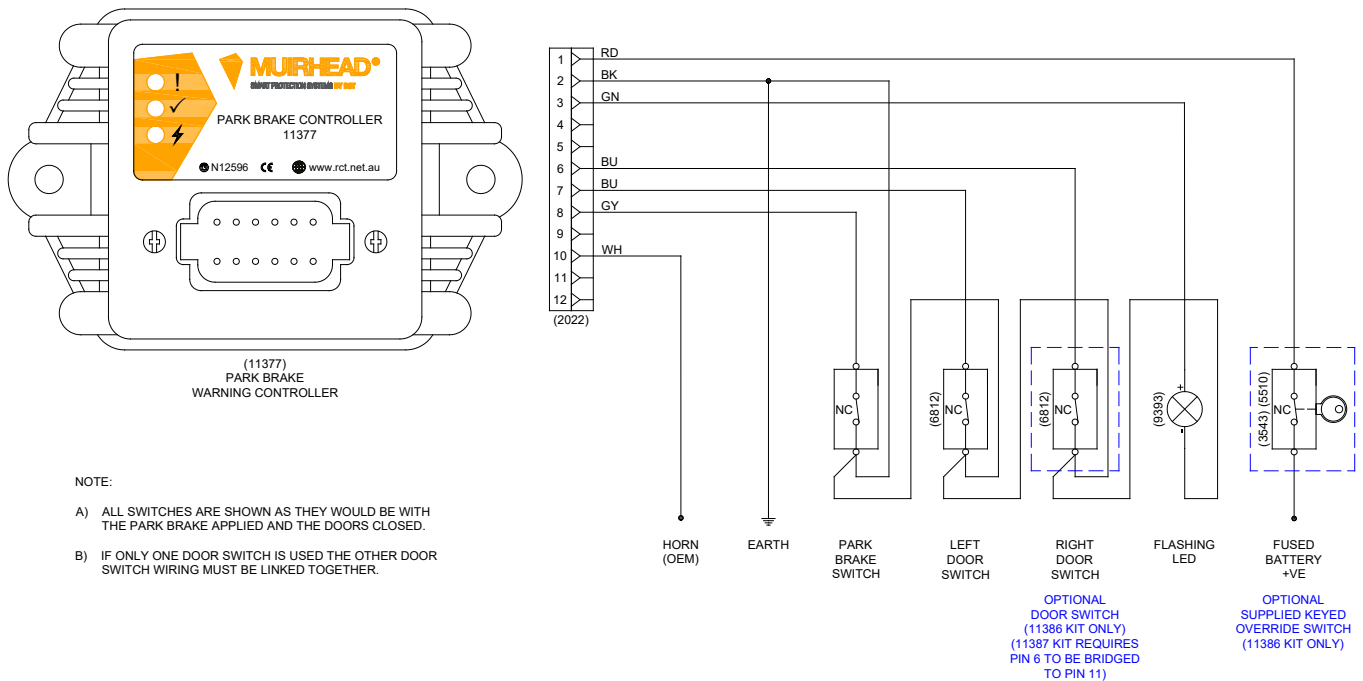 !
MUIRHEAD®
SMART PROTECTION SYSTEMS BY RCT
PARK BRAKE CONTROLLER
11377
N12596 CE www.rct.net.au
(11377)
PARK BRAKE
WARNING CONTROLLER
NOTE:
A) ALL SWITCHES ARE SHOWN AS THEY WOULD BE WITH
THE PARK BRAKE APPLIED AND THE DOORS CLOSED.
B) IF ONLY ONE DOOR SWITCH IS USED THE OTHER DOOR
SWITCH WIRING MUST BE LINKED TOGETHER.
1 RD
2 BK
3 GN
4
5
6 BU
7 BU
8 GY
9
10 WH
11
12
(2022)
NC
(6812)
NC
(6812)
NC
(9393)
+
-
(3543) (5510)
NC
HORN
(OEM)
EARTH
PARK
BRAKE
SWITCH
LEFT
DOOR
SWITCH
RIGHT
DOOR
SWITCH
OPTIONAL
DOOR SWITCH
(11386 KIT ONLY)
(11387 KIT REQUIRES
PIN 6 TO BE BRIDGED
TO PIN 11)
FLASHING
LED
FUSED
BATTERY
+VE
OPTIONAL
SUPPLIED KEYED
OVERRIDE SWITCH
(11386 KIT ONLY)